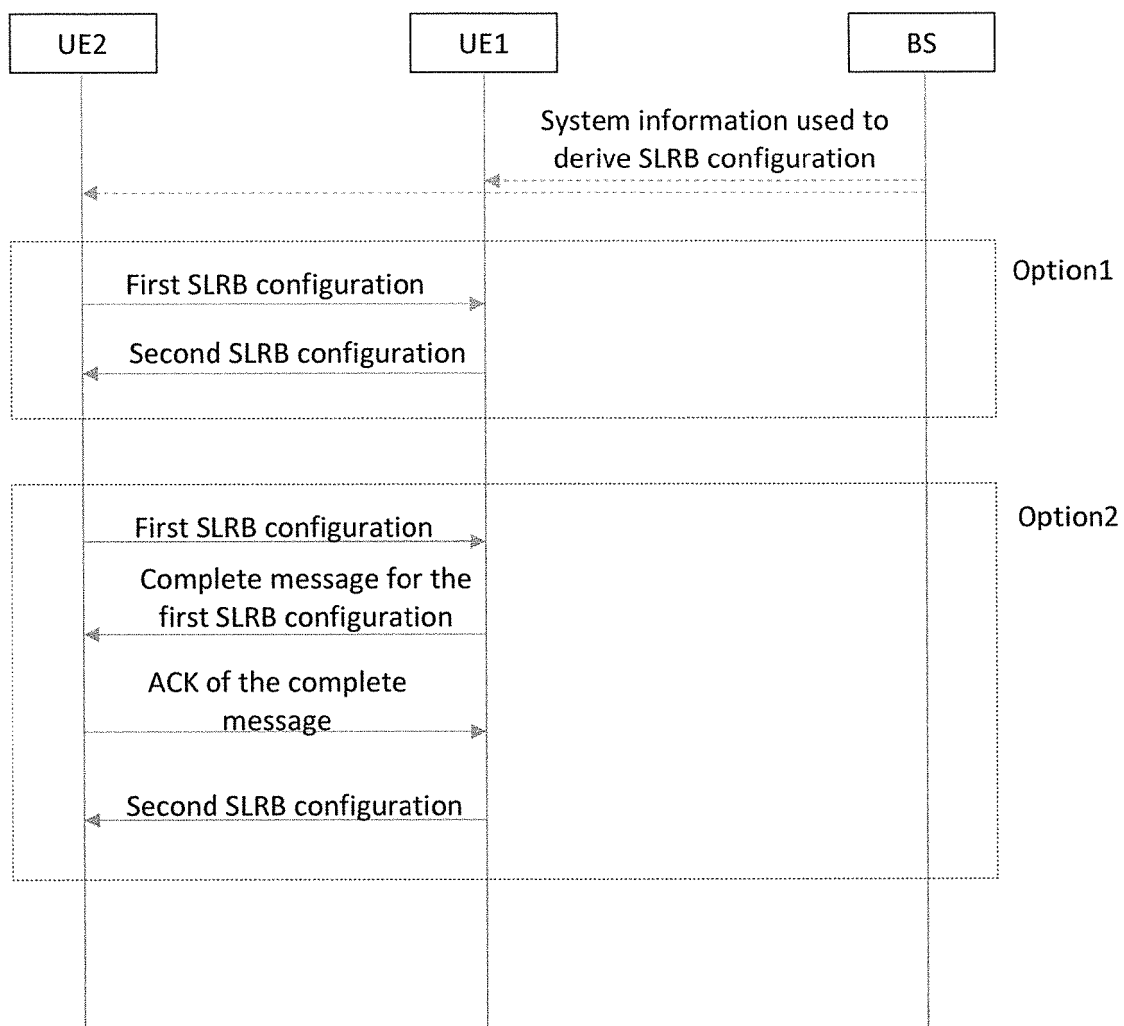 UE2
UE1
BS
System information used to
derive SLRB configuration
Option1
First SLRB configuration
Second SLRB configuration
Option2
First SLRB configuration
Complete message for the
first SLRB configuration
ACK of the complete
message
Second SLRB configuration